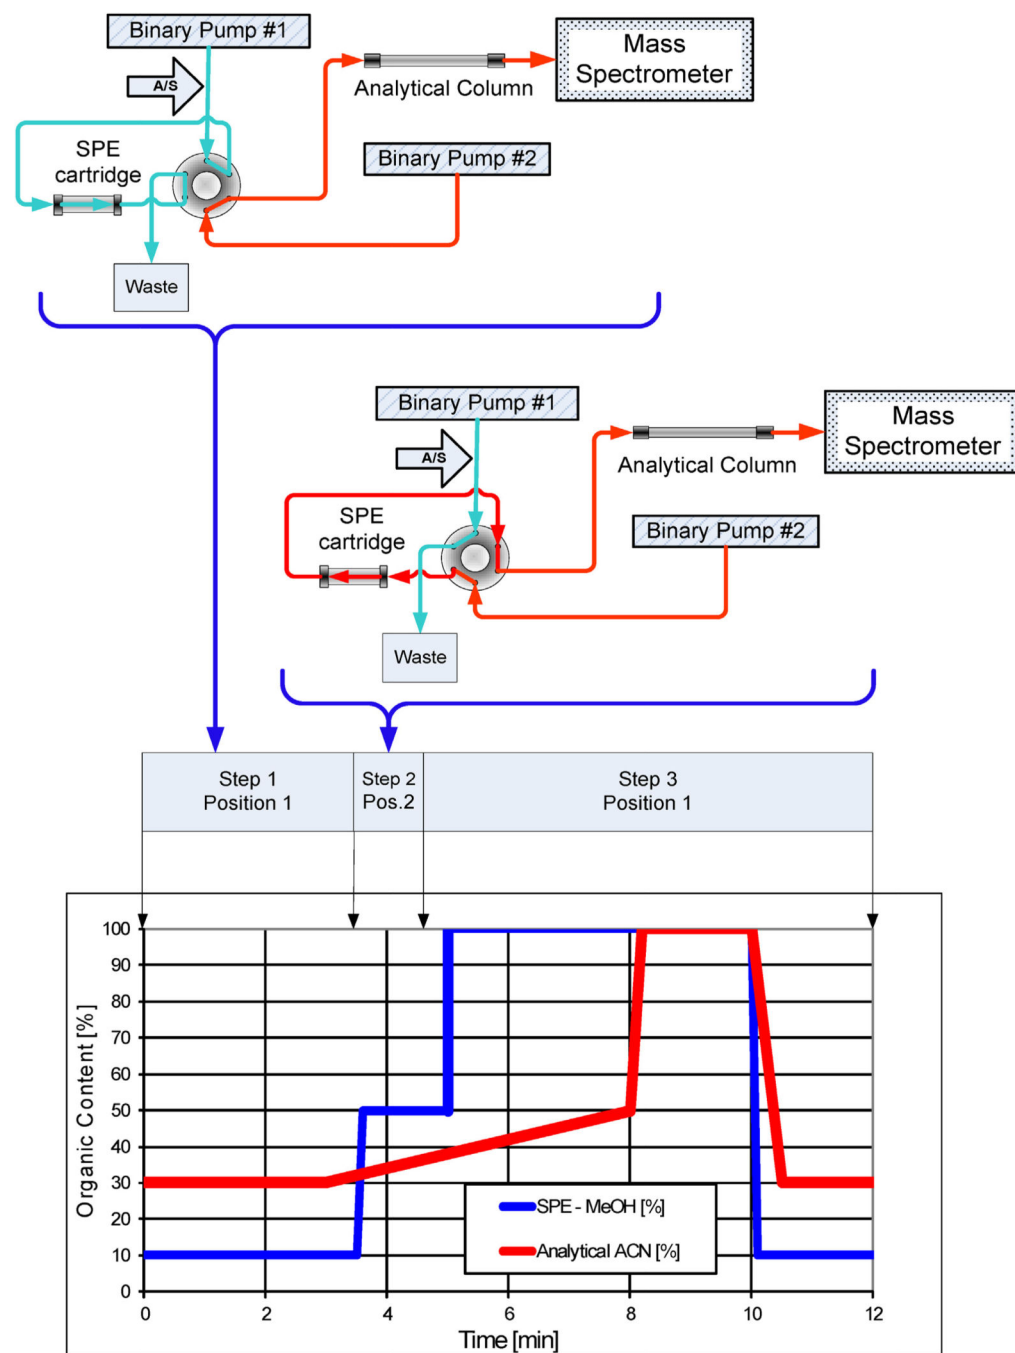 Binary Pump #1
A/S
Mass
Spectrometer
Analytical Column
SPE
cartridge
Binary Pump #2
Waste
Binary Pump #1
A/S
Mass
Spectrometer
Analytical Column
SPE
cartridge
Binary Pump #2
Waste
Step 1
Position 1
Step 2
Pos.2
Step 3
Position 1
Organic Content [%]
100
90
80
70
60
50
40
30
20
10
0
SPE - MeOH [%]
Analytical ACN [%]
0 2 4 6 8 10 12
Time [min]